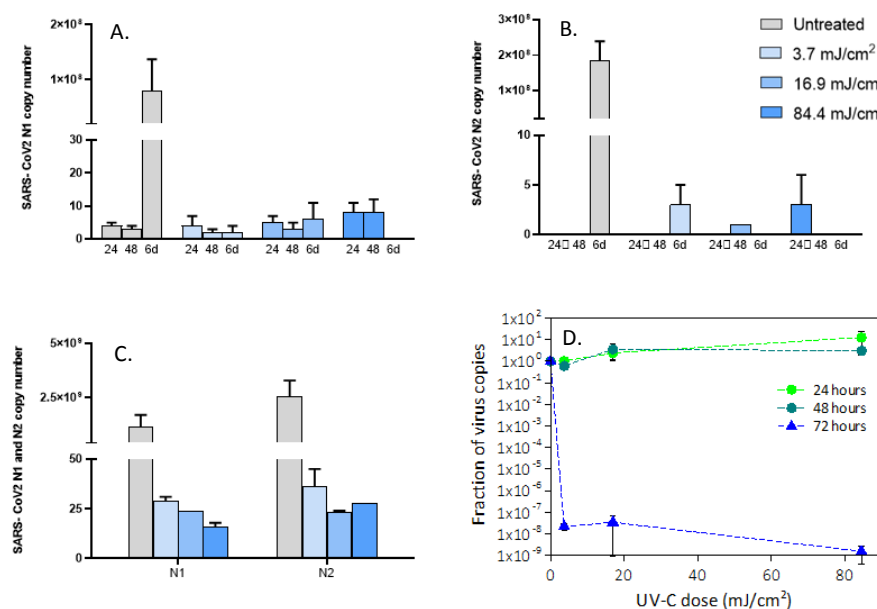 A.
SARS- CoV2 N1 copy number
2×10⁸
1×10⁸
30
20
10
0
24 48 6d 24 48 6d 24 48 6d 24 48 6d
B.
SARS- CoV2 N2 copy number
3×10⁸
2×10⁸
1×10⁸
10
5
0
24□ 48 6d 24□ 48 6d 24□ 48 6d 24□ 48 6d
Untreated
3.7 mJ/cm²
16.9 mJ/cm
84.4 mJ/cm
C.
SARS- CoV2 N1 and N2 copy number
5×10⁹
2.5×10⁹
50
25
0
N1 N2
D.
Fraction of virus copies
1x10²
1x10¹
1x10⁰
1x10⁻¹
1x10⁻²
1x10⁻³
1x10⁻⁴
1x10⁻⁵
1x10⁻⁶
1x10⁻⁷
1x10⁻⁸
1x10⁻⁹
24 hours
48 hours
72 hours
0 20 40 60 80
UV-C dose (mJ/cm²)